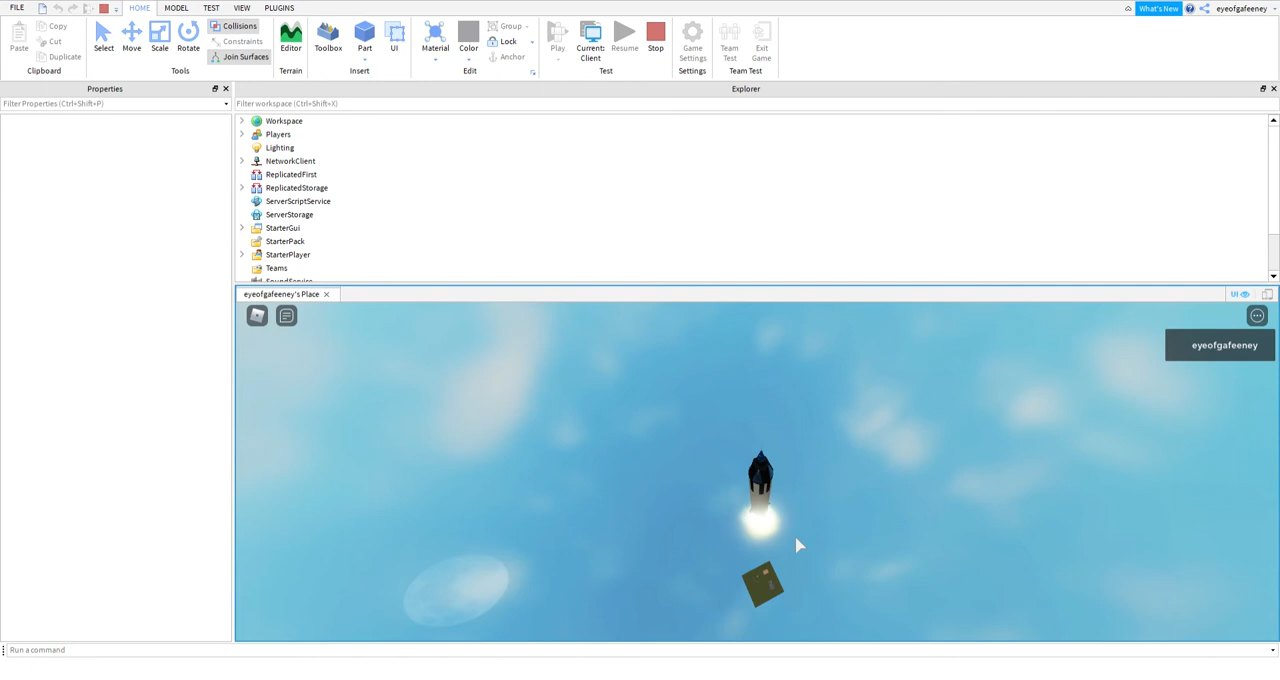 FILE HOME MODEL TEST VIEW PLUGINS What's New eyeofgafeeney
Paste Copy Cut Duplicate Clipboard
Select Move Scale Rotate Collisions Constraints Join Surfaces Tools
Editor Terrain
Toolbox Part UI Insert
Material Color Group Lock Anchor Edit
Play Current: Client Resume Stop Test
Game Settings Settings
Team Test Exit Game Team Test
Properties
Filter Properties (Ctrl+Shift+P)
Explorer
Filter workspace (Ctrl+Shift+X)
Workspace
Players
Lighting
NetworkClient
ReplicatedFirst
ReplicatedStorage
ServerScriptService
ServerStorage
StarterGui
StarterPack
StarterPlayer
Teams
SoundService
eyeofgafeeney's Place
UI
eyeofgafeeney
Run a command